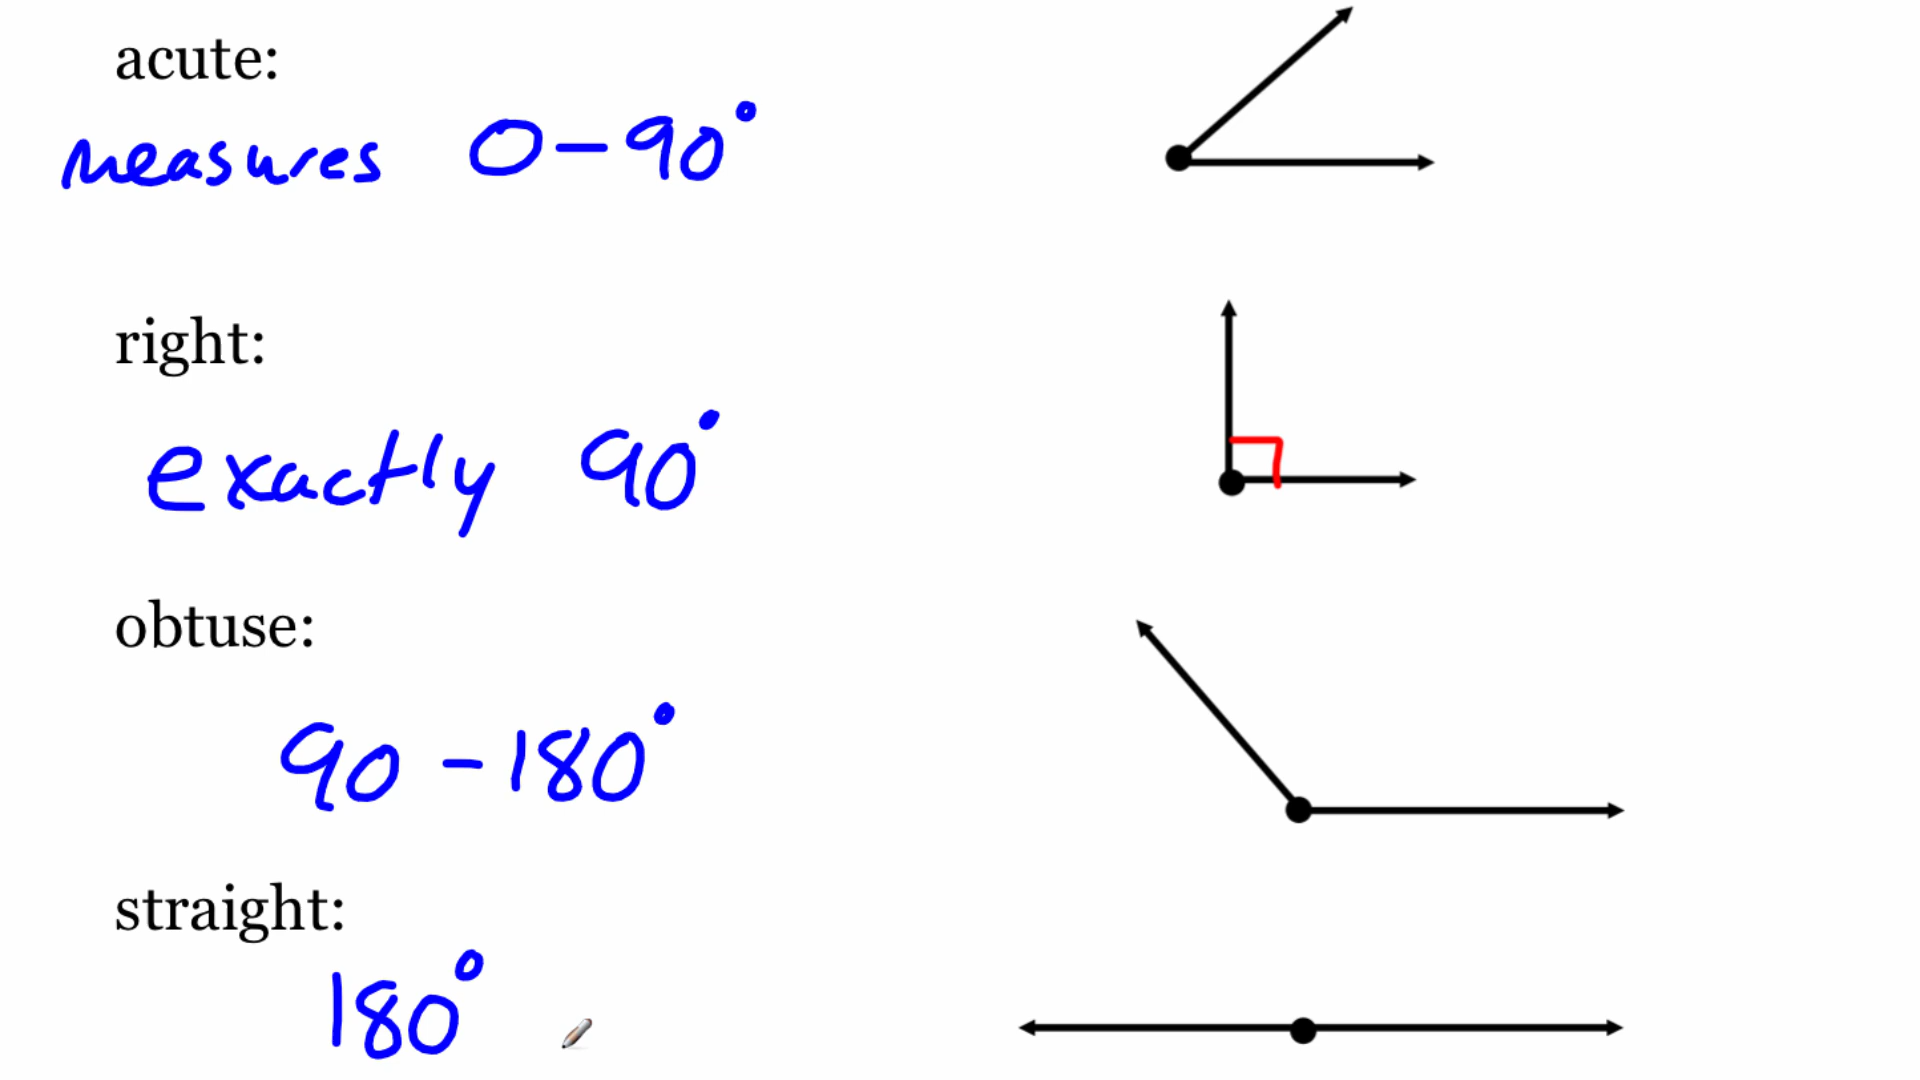 acute:
measures 0-90°
right:
exactly 90°
obtuse:
90-180°
straight:
180°